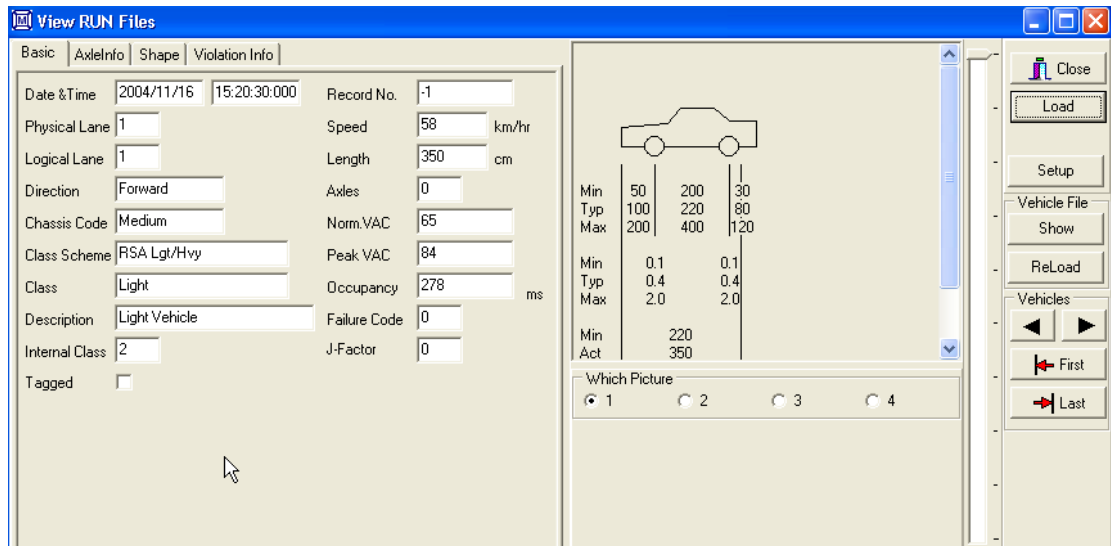 View RUN Files
Basic AxleInfo Shape Violation Info
Date &Time 2004/11/16 15:20:30:000 Record No. -1
Physical Lane 1 Speed 58 km/hr
Logical Lane 1 Length 350 cm
Direction Forward Axles 0
Chassis Code Medium Norm.VAC 65
Class Scheme RSA Lgt/Hvy Peak VAC 84
Class Light Occupancy 278 ms
Description Light Vehicle Failure Code 0
Internal Class 2 J-Factor 0
Tagged
Min 50 200 30
Typ 100 220 80
Max 200 400 120
Min 0.1 0.1
Typ 0.4 0.4
Max 2.0 2.0
Min 220
Act 350
Which Picture
1 2 3 4
Close
Load
Setup
Vehicle File
Show
ReLoad
Vehicles
First
Last